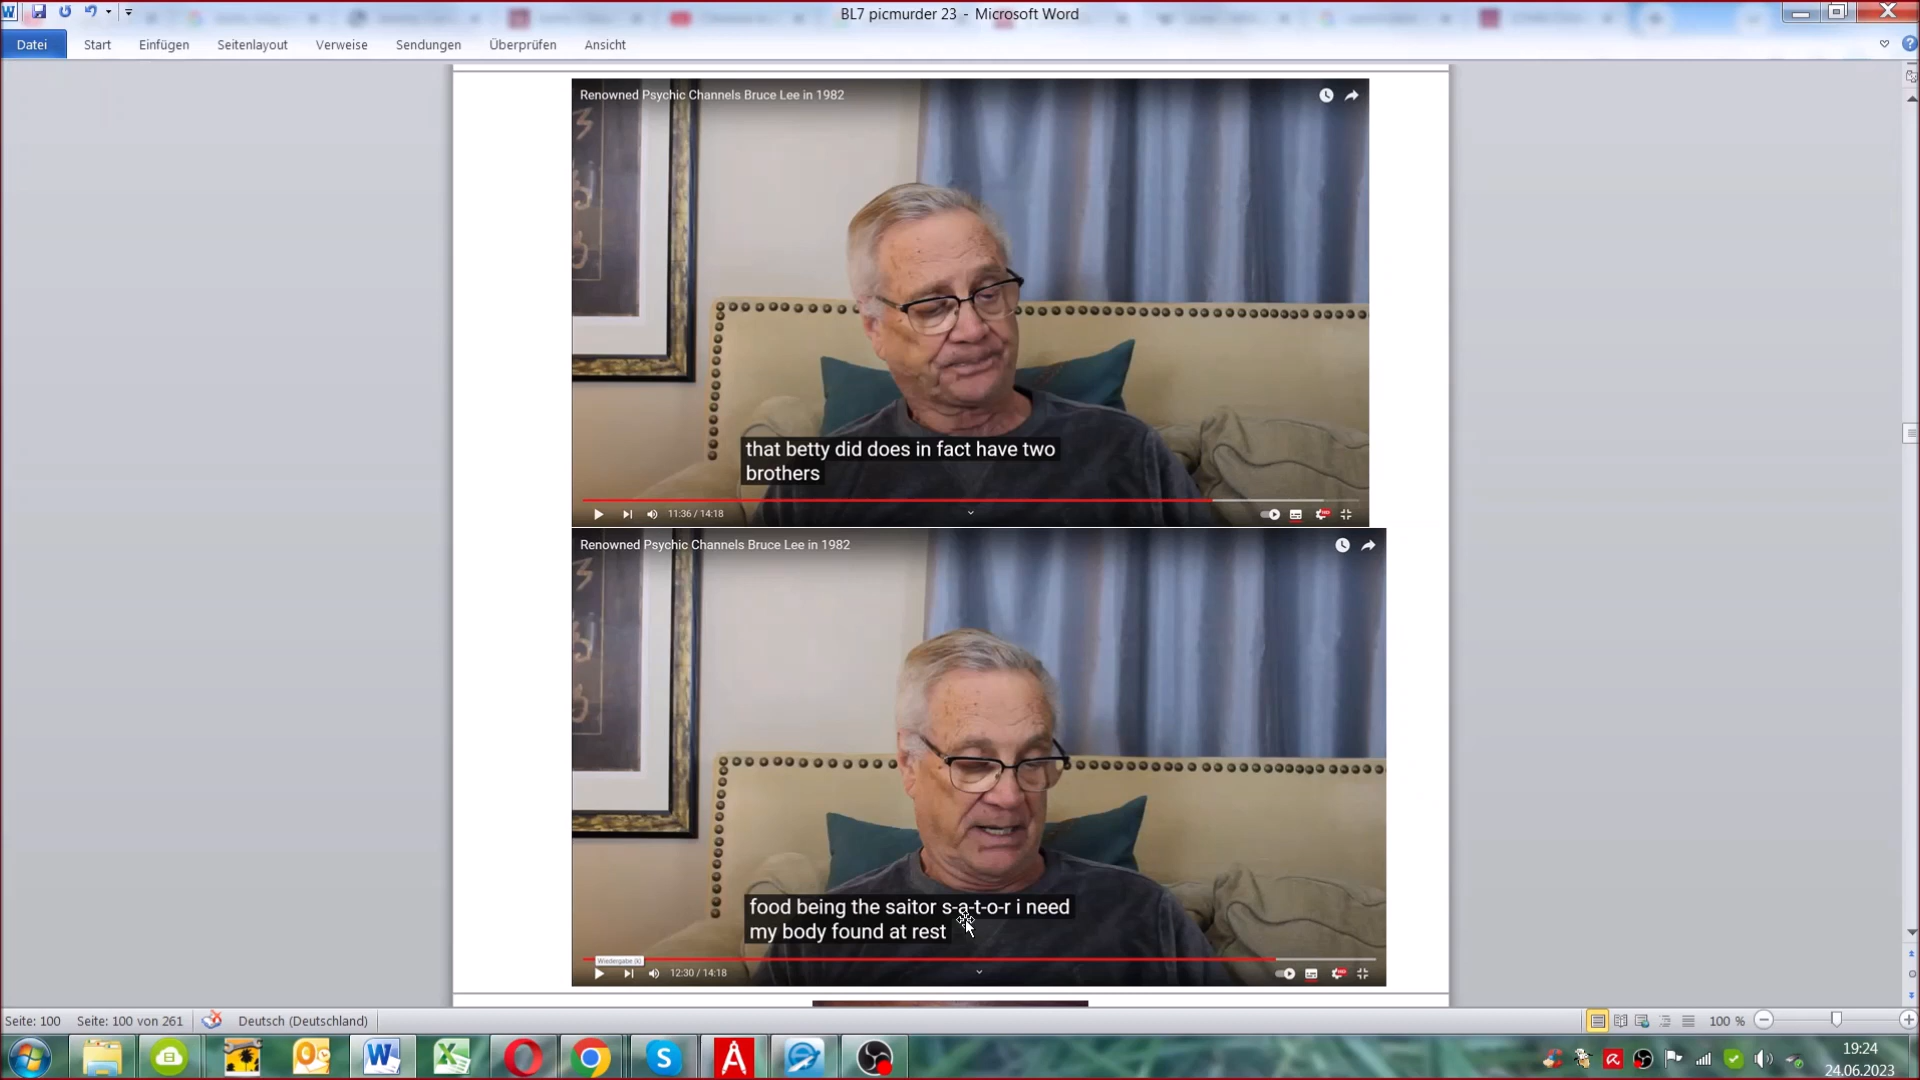 BL7 picmurder 23 - Microsoft Word
Datei Start Einfügen Seitenlayout Verweise Sendungen Überprüfen Ansicht
Renowned Psychic Channels Bruce Lee in 1982
that betty did does in fact have two
brothers
11:36 / 14:18
Renowned Psychic Channels Bruce Lee in 1982
food being the saitor s-a-t-o-r i need
my body found at rest
Wiedergabe (k)
12:30 / 14:18
Seite: 100 Seite: 100 von 261 Deutsch (Deutschland) 100 %
19:24
24.06.2023